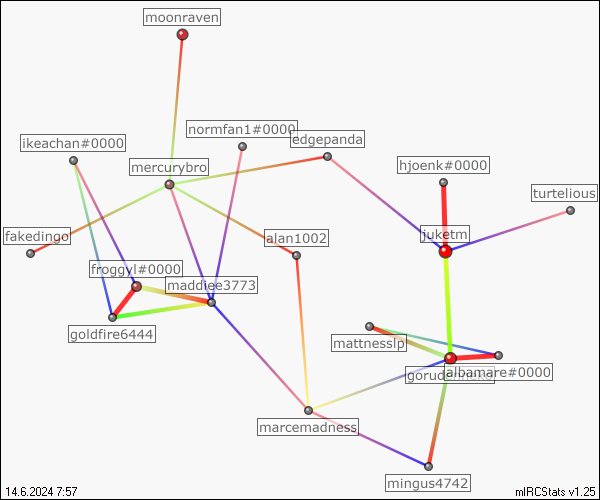 moonraven
normfan1#0000
edgepanda
ikeachan#0000
mercurybro
hjoenk#0000
turtelious
fakedingo
alan1002
juketm
froggyl#0000
maddiee3773
goldfire6444
mattnesslp
albamare#0000
marcemadness
mingus4742
14.6.2024 7:57
mIRCStats v1.25